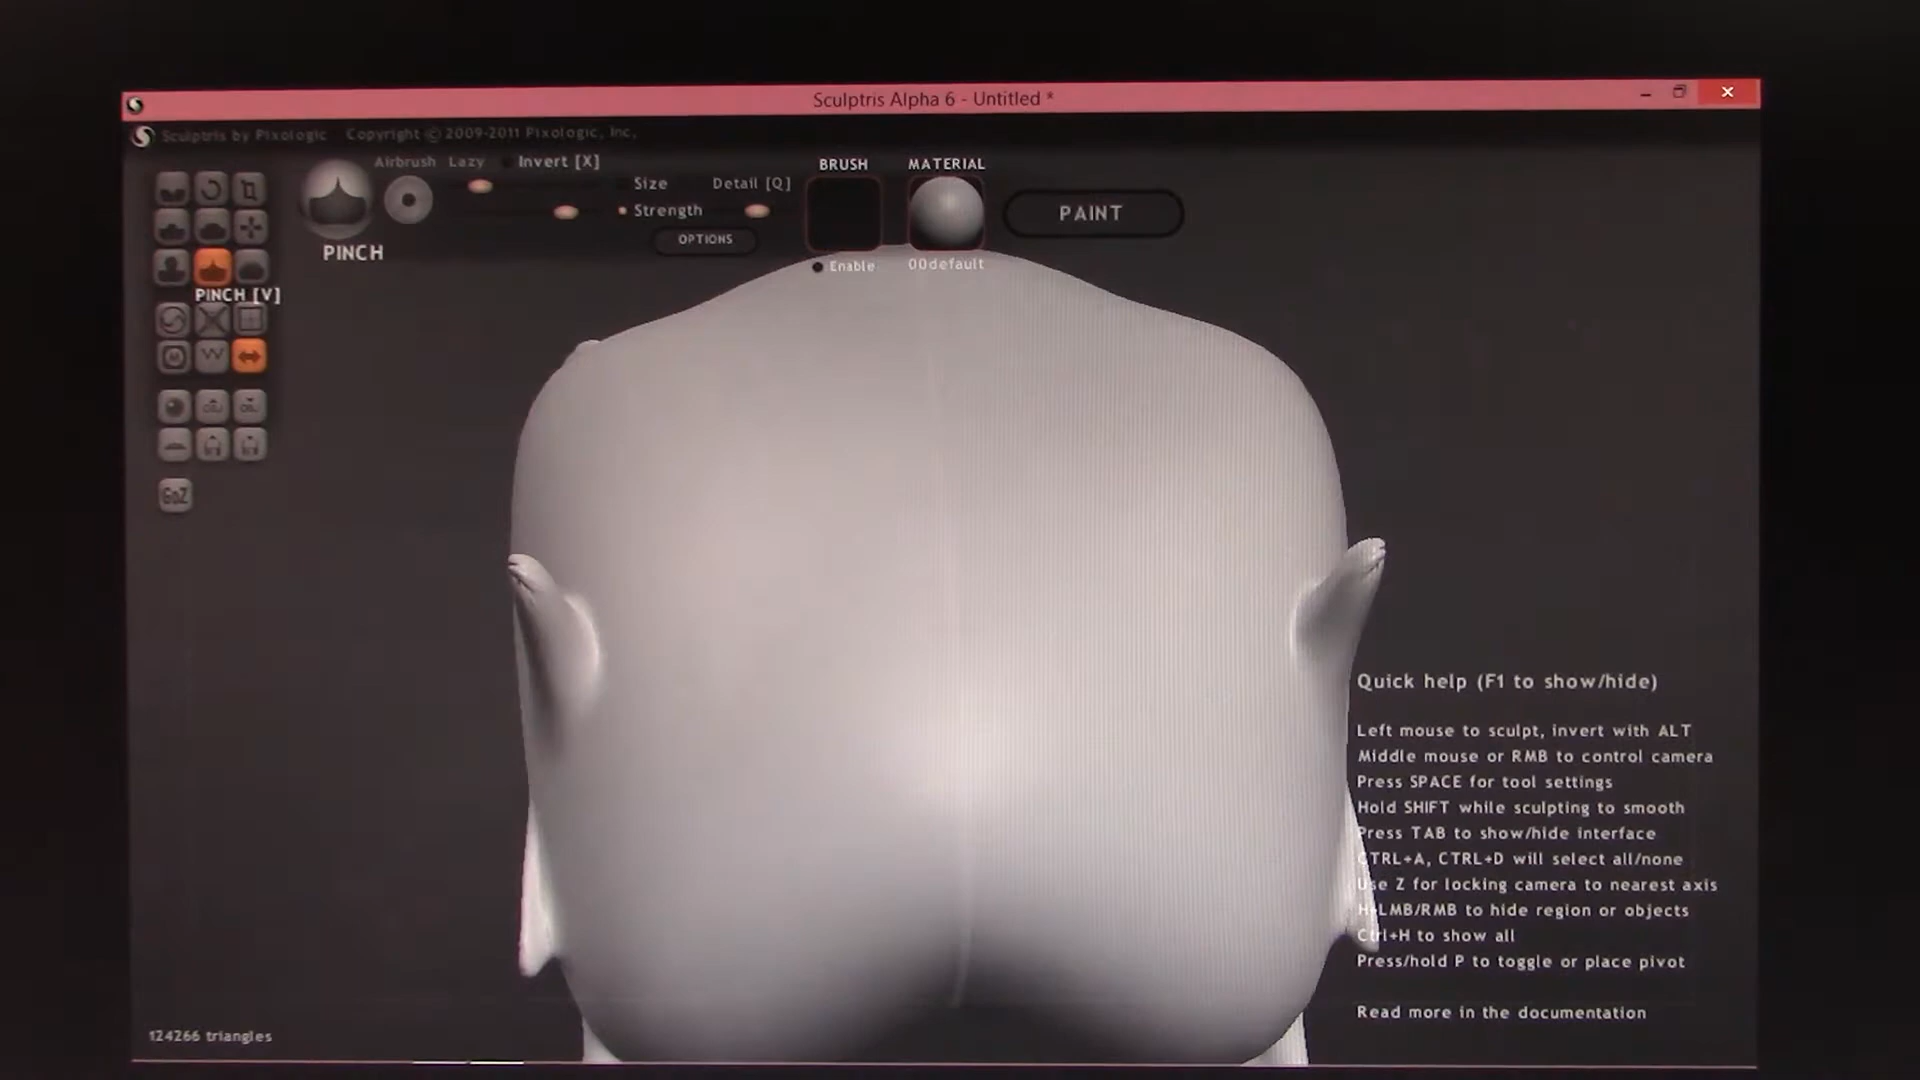 Sculptris Alpha 6 - Untitled *
Sculptris by Pixologic Copyright © 2009-2011 Pixologic, Inc.
Airbrush Lazy Invert [X]
Size Detail [Q]
Strength
OPTIONS
BRUSH MATERIAL
PAINT
PINCH
Enable 00default
PINCH [V]
GoZ
Quick help (F1 to show/hide)
Left mouse to sculpt, invert with ALT
Middle mouse or RMB to control camera
Press SPACE for tool settings
Hold SHIFT while sculpting to smooth
Press TAB to show/hide interface
CTRL+A, CTRL+D will select all/none
Use Z for locking camera to nearest axis
H+LMB/RMB to hide region or objects
Ctrl+H to show all
Press/hold P to toggle or place pivot
Read more in the documentation
124266 triangles